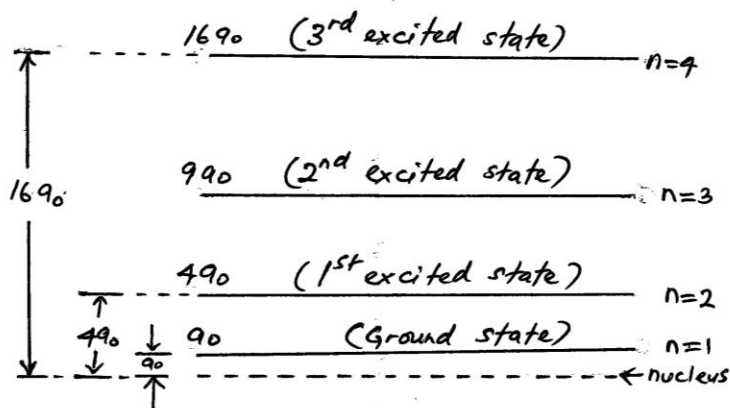 16a₀ (3rd excited state) n=4
16a₀
9a₀ (2nd excited state) n=3
4a₀ (1st excited state) n=2
4a₀
a₀ (Ground state) n=1
a₀
nucleus